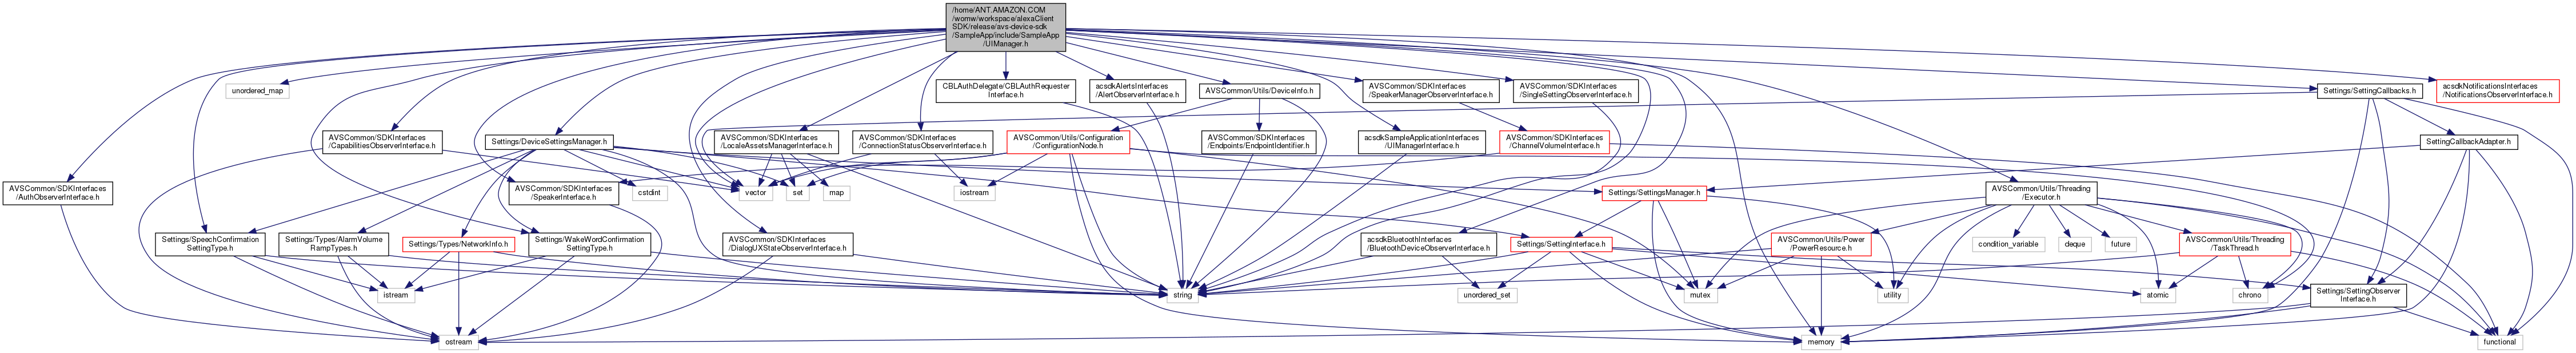 /home/ANT.AMAZON.COM
/womw/workspace/alexaClient
SDK/release/avs-device-sdk
/SampleApp/include/SampleApp
/UIManager.h
unordered_map
CBLAuthDelegate/CBLAuthRequester
Interface.h
acsdkAlertsInterfaces
/AlertObserverInterface.h
AVSCommon/Utils/DeviceInfo.h
AVSCommon/SDKInterfaces
/SpeakerManagerObserverInterface.h
AVSCommon/SDKInterfaces
/SingleSettingObserverInterface.h
Settings/SettingCallbacks.h
acsdkNotificationsInterfaces
/NotificationsObserverInterface.h
AVSCommon/SDKInterfaces
/CapabilitiesObserverInterface.h
Settings/DeviceSettingsManager.h
AVSCommon/SDKInterfaces
/LocaleAssetsManagerInterface.h
AVSCommon/SDKInterfaces
/ConnectionStatusObserverInterface.h
AVSCommon/Utils/Configuration
/ConfigurationNode.h
AVSCommon/SDKInterfaces
/Endpoints/EndpointIdentifier.h
acsdkSampleApplicationInterfaces
/UIManagerInterface.h
AVSCommon/SDKInterfaces
/ChannelVolumeInterface.h
SettingCallbackAdapter.h
AVSCommon/SDKInterfaces
/AuthObserverInterface.h
AVSCommon/SDKInterfaces
/SpeakerInterface.h
cstdint
vector
set
map
iostream
Settings/SettingsManager.h
AVSCommon/Utils/Threading
/Executor.h
Settings/SpeechConfirmation
SettingType.h
Settings/Types/AlarmVolume
RampTypes.h
Settings/Types/NetworkInfo.h
Settings/WakeWordConfirmation
SettingType.h
AVSCommon/SDKInterfaces
/DialogUXStateObserverInterface.h
acsdkBluetoothInterfaces
/BluetoothDeviceObserverInterface.h
Settings/SettingInterface.h
AVSCommon/Utils/Power
/PowerResource.h
condition_variable
deque
future
AVSCommon/Utils/Threading
/TaskThread.h
istream
string
unordered_set
mutex
utility
atomic
chrono
Settings/SettingObserver
Interface.h
ostream
memory
functional